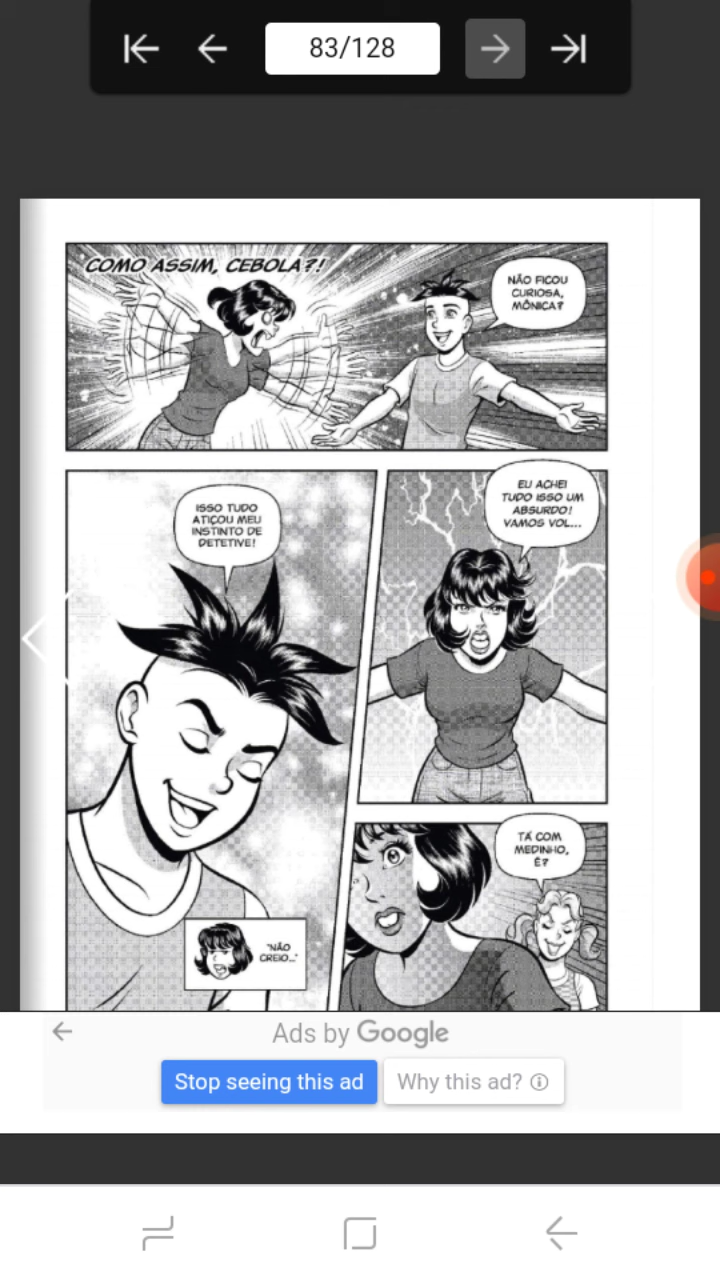 83/128
COMO ASSIM, CEBOLA?!
NÃO FICOU
CURIOSA,
MÔNICA?
ISSO TUDO
ATIÇOU MEU
INSTINTO DE
DETETIVE!
"NÃO
CREIO..."
EU ACHEI
TUDO ISSO UM
ABSURDO!
VAMOS VOL...
TÁ COM
MEDINHO,
É?
Ads by Google
Stop seeing this ad
Why this ad?